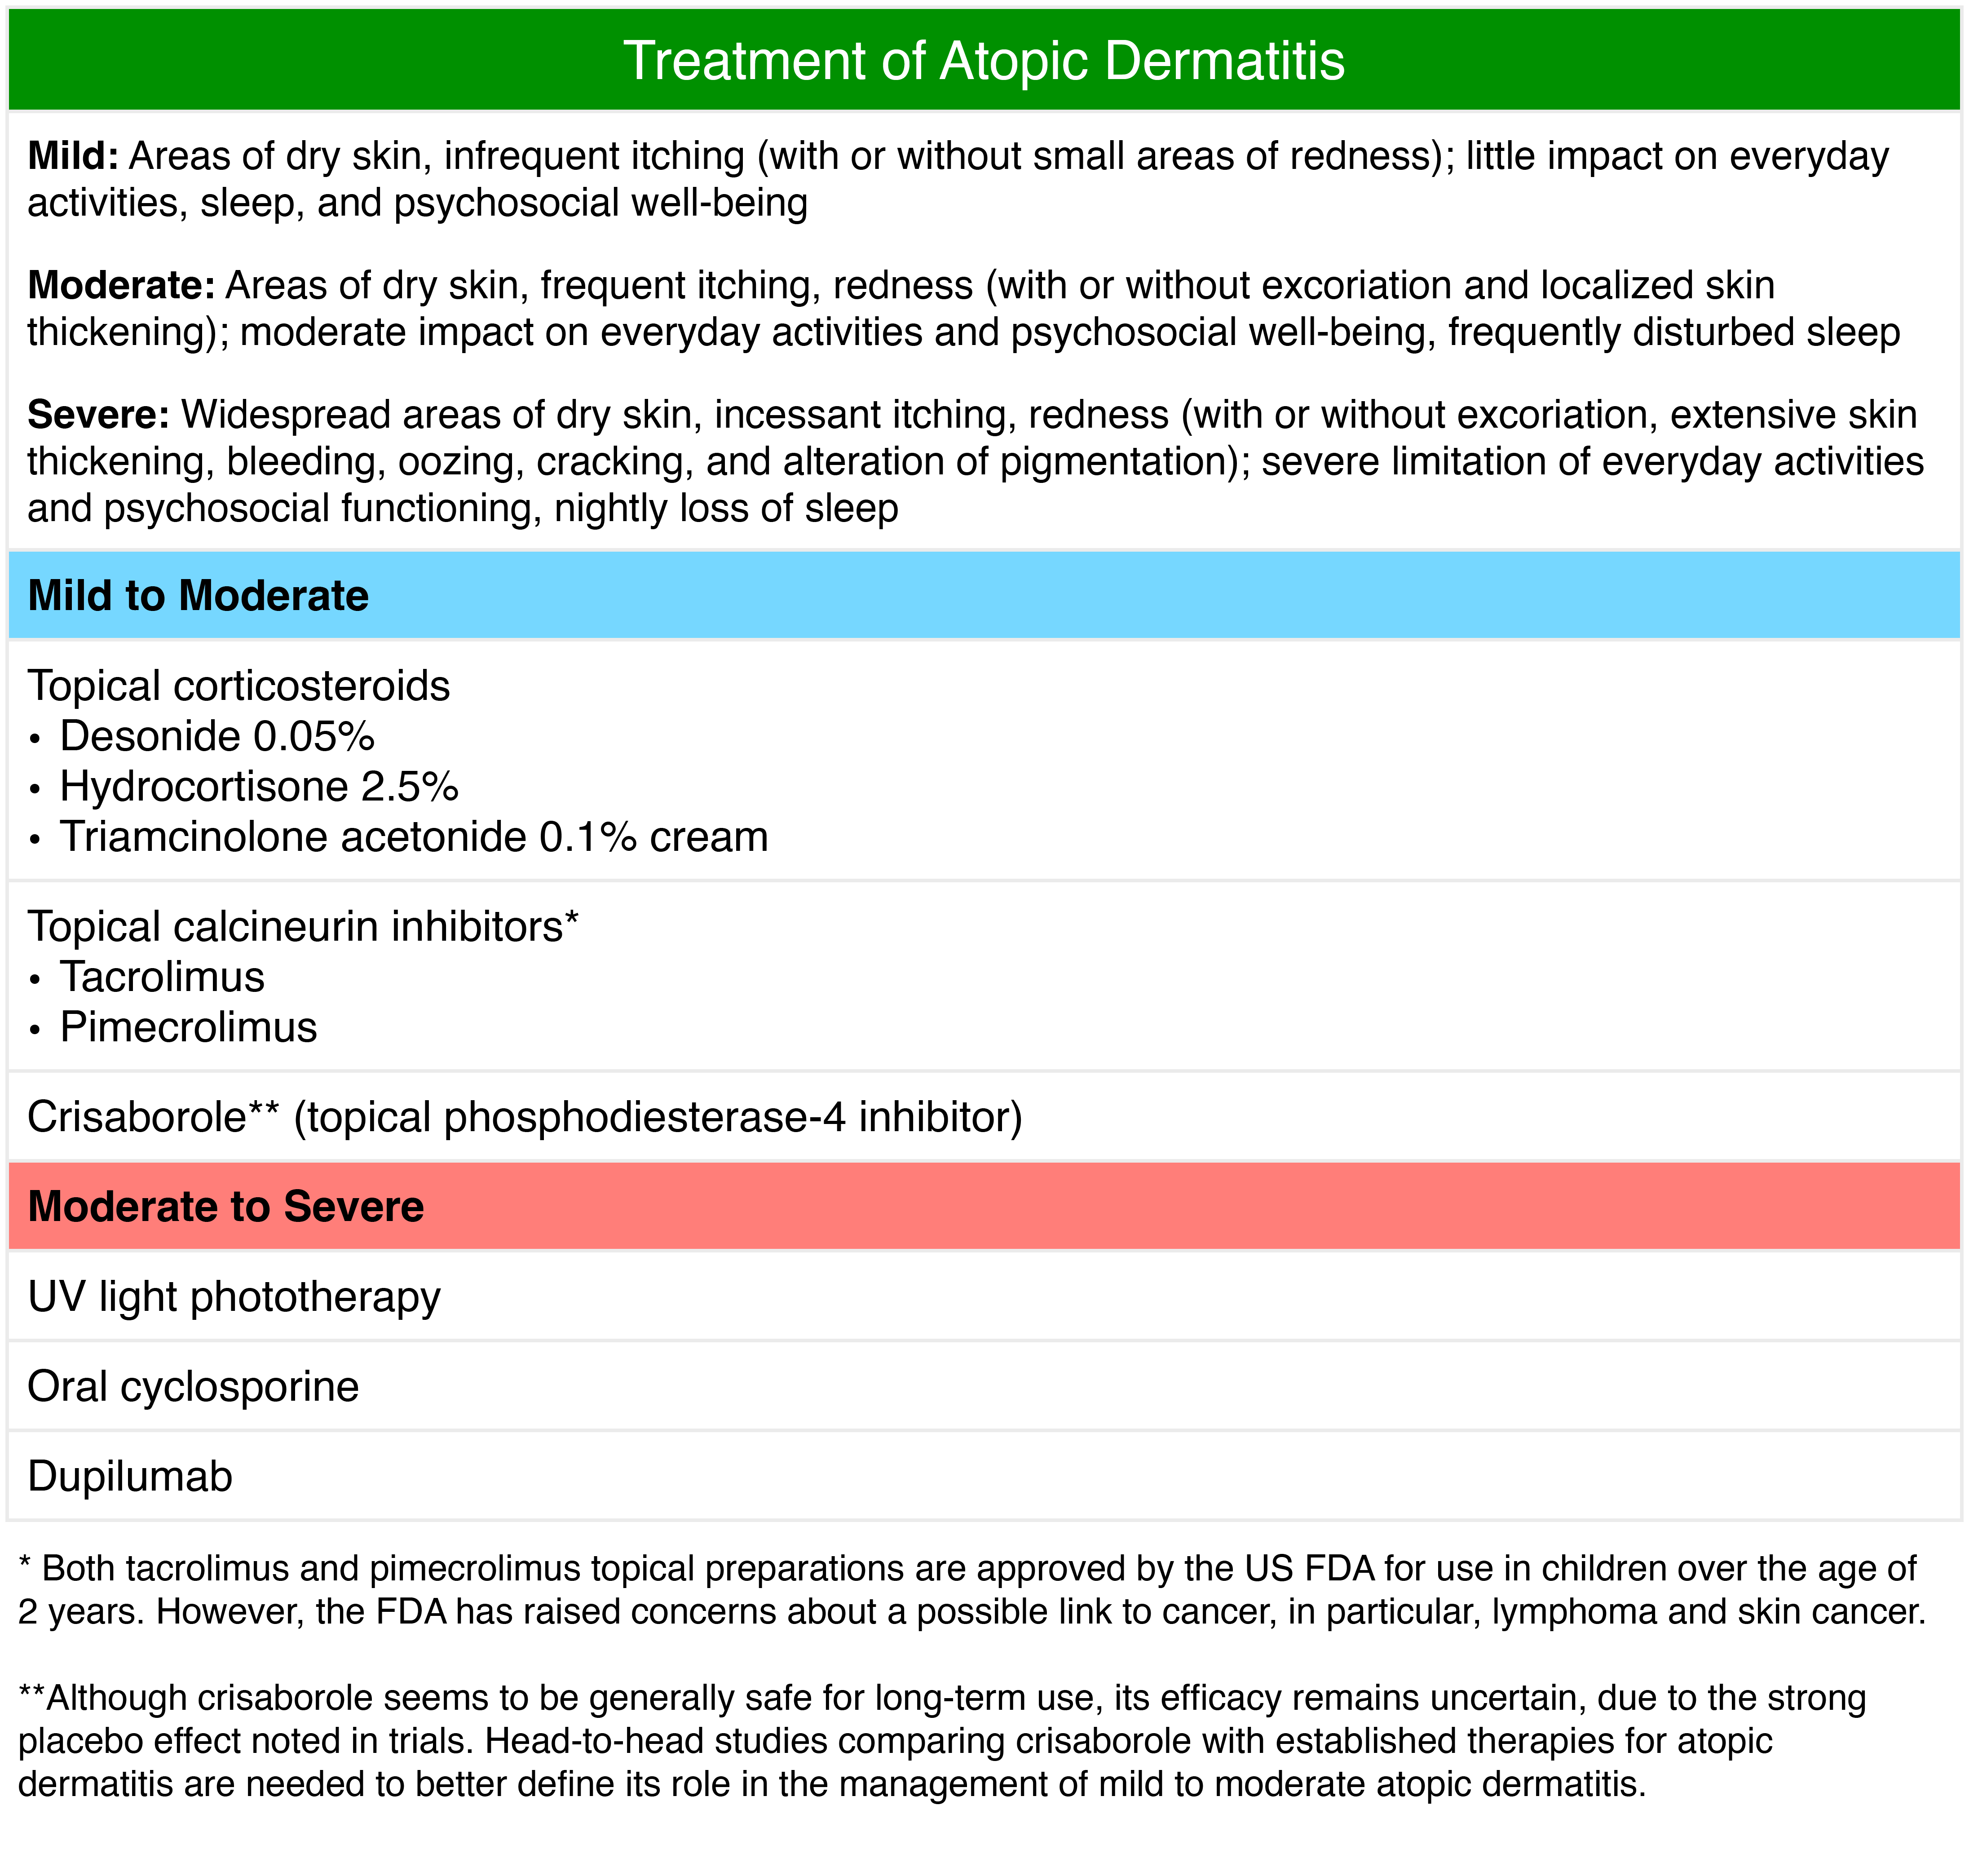 Treatment of Atopic Dermatitis
Mild: Areas of dry skin, infrequent itching (with or without small areas of redness); little impact on everyday
activities, sleep, and psychosocial well-being
Moderate: Areas of dry skin, frequent itching, redness (with or without excoriation and localized skin
thickening); moderate impact on everyday activities and psychosocial well-being, frequently disturbed sleep
Severe: Widespread areas of dry skin, incessant itching, redness (with or without excoriation, extensive skin
thickening, bleeding, oozing, cracking, and alteration of pigmentation); severe limitation of everyday activities
and psychosocial functioning, nightly loss of sleep
Mild to Moderate
Topical corticosteroids
• Desonide 0.05%
• Hydrocortisone 2.5%
• Triamcinolone acetonide 0.1% cream
Topical calcineurin inhibitors*
• Tacrolimus
• Pimecrolimus
Crisaborole** (topical phosphodiesterase-4 inhibitor)
Moderate to Severe
UV light phototherapy
Oral cyclosporine
Dupilumab
* Both tacrolimus and pimecrolimus topical preparations are approved by the US FDA for use in children over the age of
2 years. However, the FDA has raised concerns about a possible link to cancer, in particular, lymphoma and skin cancer.
**Although crisaborole seems to be generally safe for long-term use, its efficacy remains uncertain, due to the strong
placebo effect noted in trials. Head-to-head studies comparing crisaborole with established therapies for atopic
dermatitis are needed to better define its role in the management of mild to moderate atopic dermatitis.